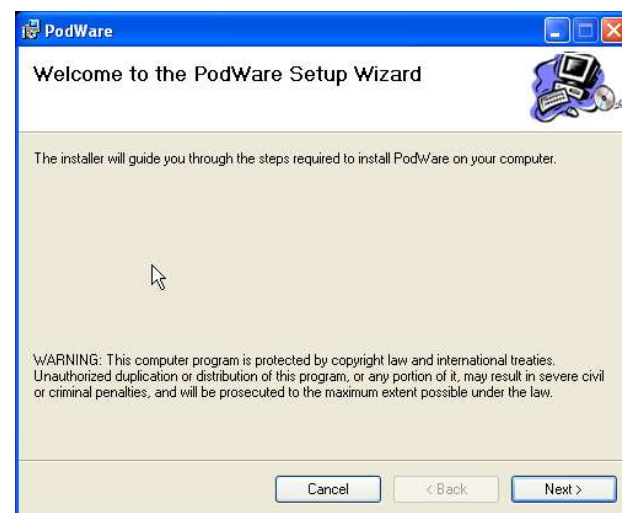 PodWare
Welcome to the PodWare Setup Wizard
The installer will guide you through the steps required to install PodWare on your computer.
WARNING: This computer program is protected by copyright law and international treaties.
Unauthorized duplication or distribution of this program, or any portion of it, may result in severe civil
or criminal penalties, and will be prosecuted to the maximum extent possible under the law.
Cancel
< Back
Next >